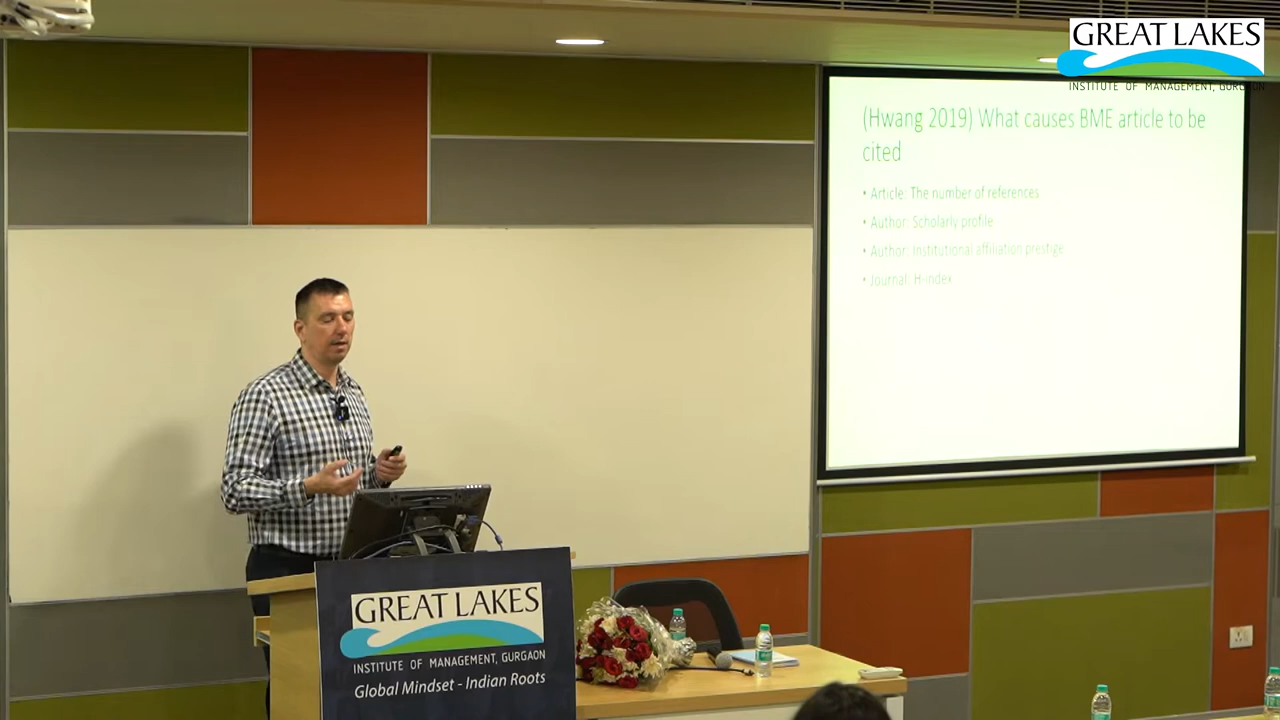 GREAT LAKES
INSTITUTE OF MANAGEMENT, GURGAON
(Hwang 2019) What causes BME article to be
cited
• Article: The number of references
• Author: Scholarly profile
• Author: Institutional affiliation prestige
• Journal: H-index
GREAT LAKES
INSTITUTE OF MANAGEMENT, GURGAON
Global Mindset - Indian Roots